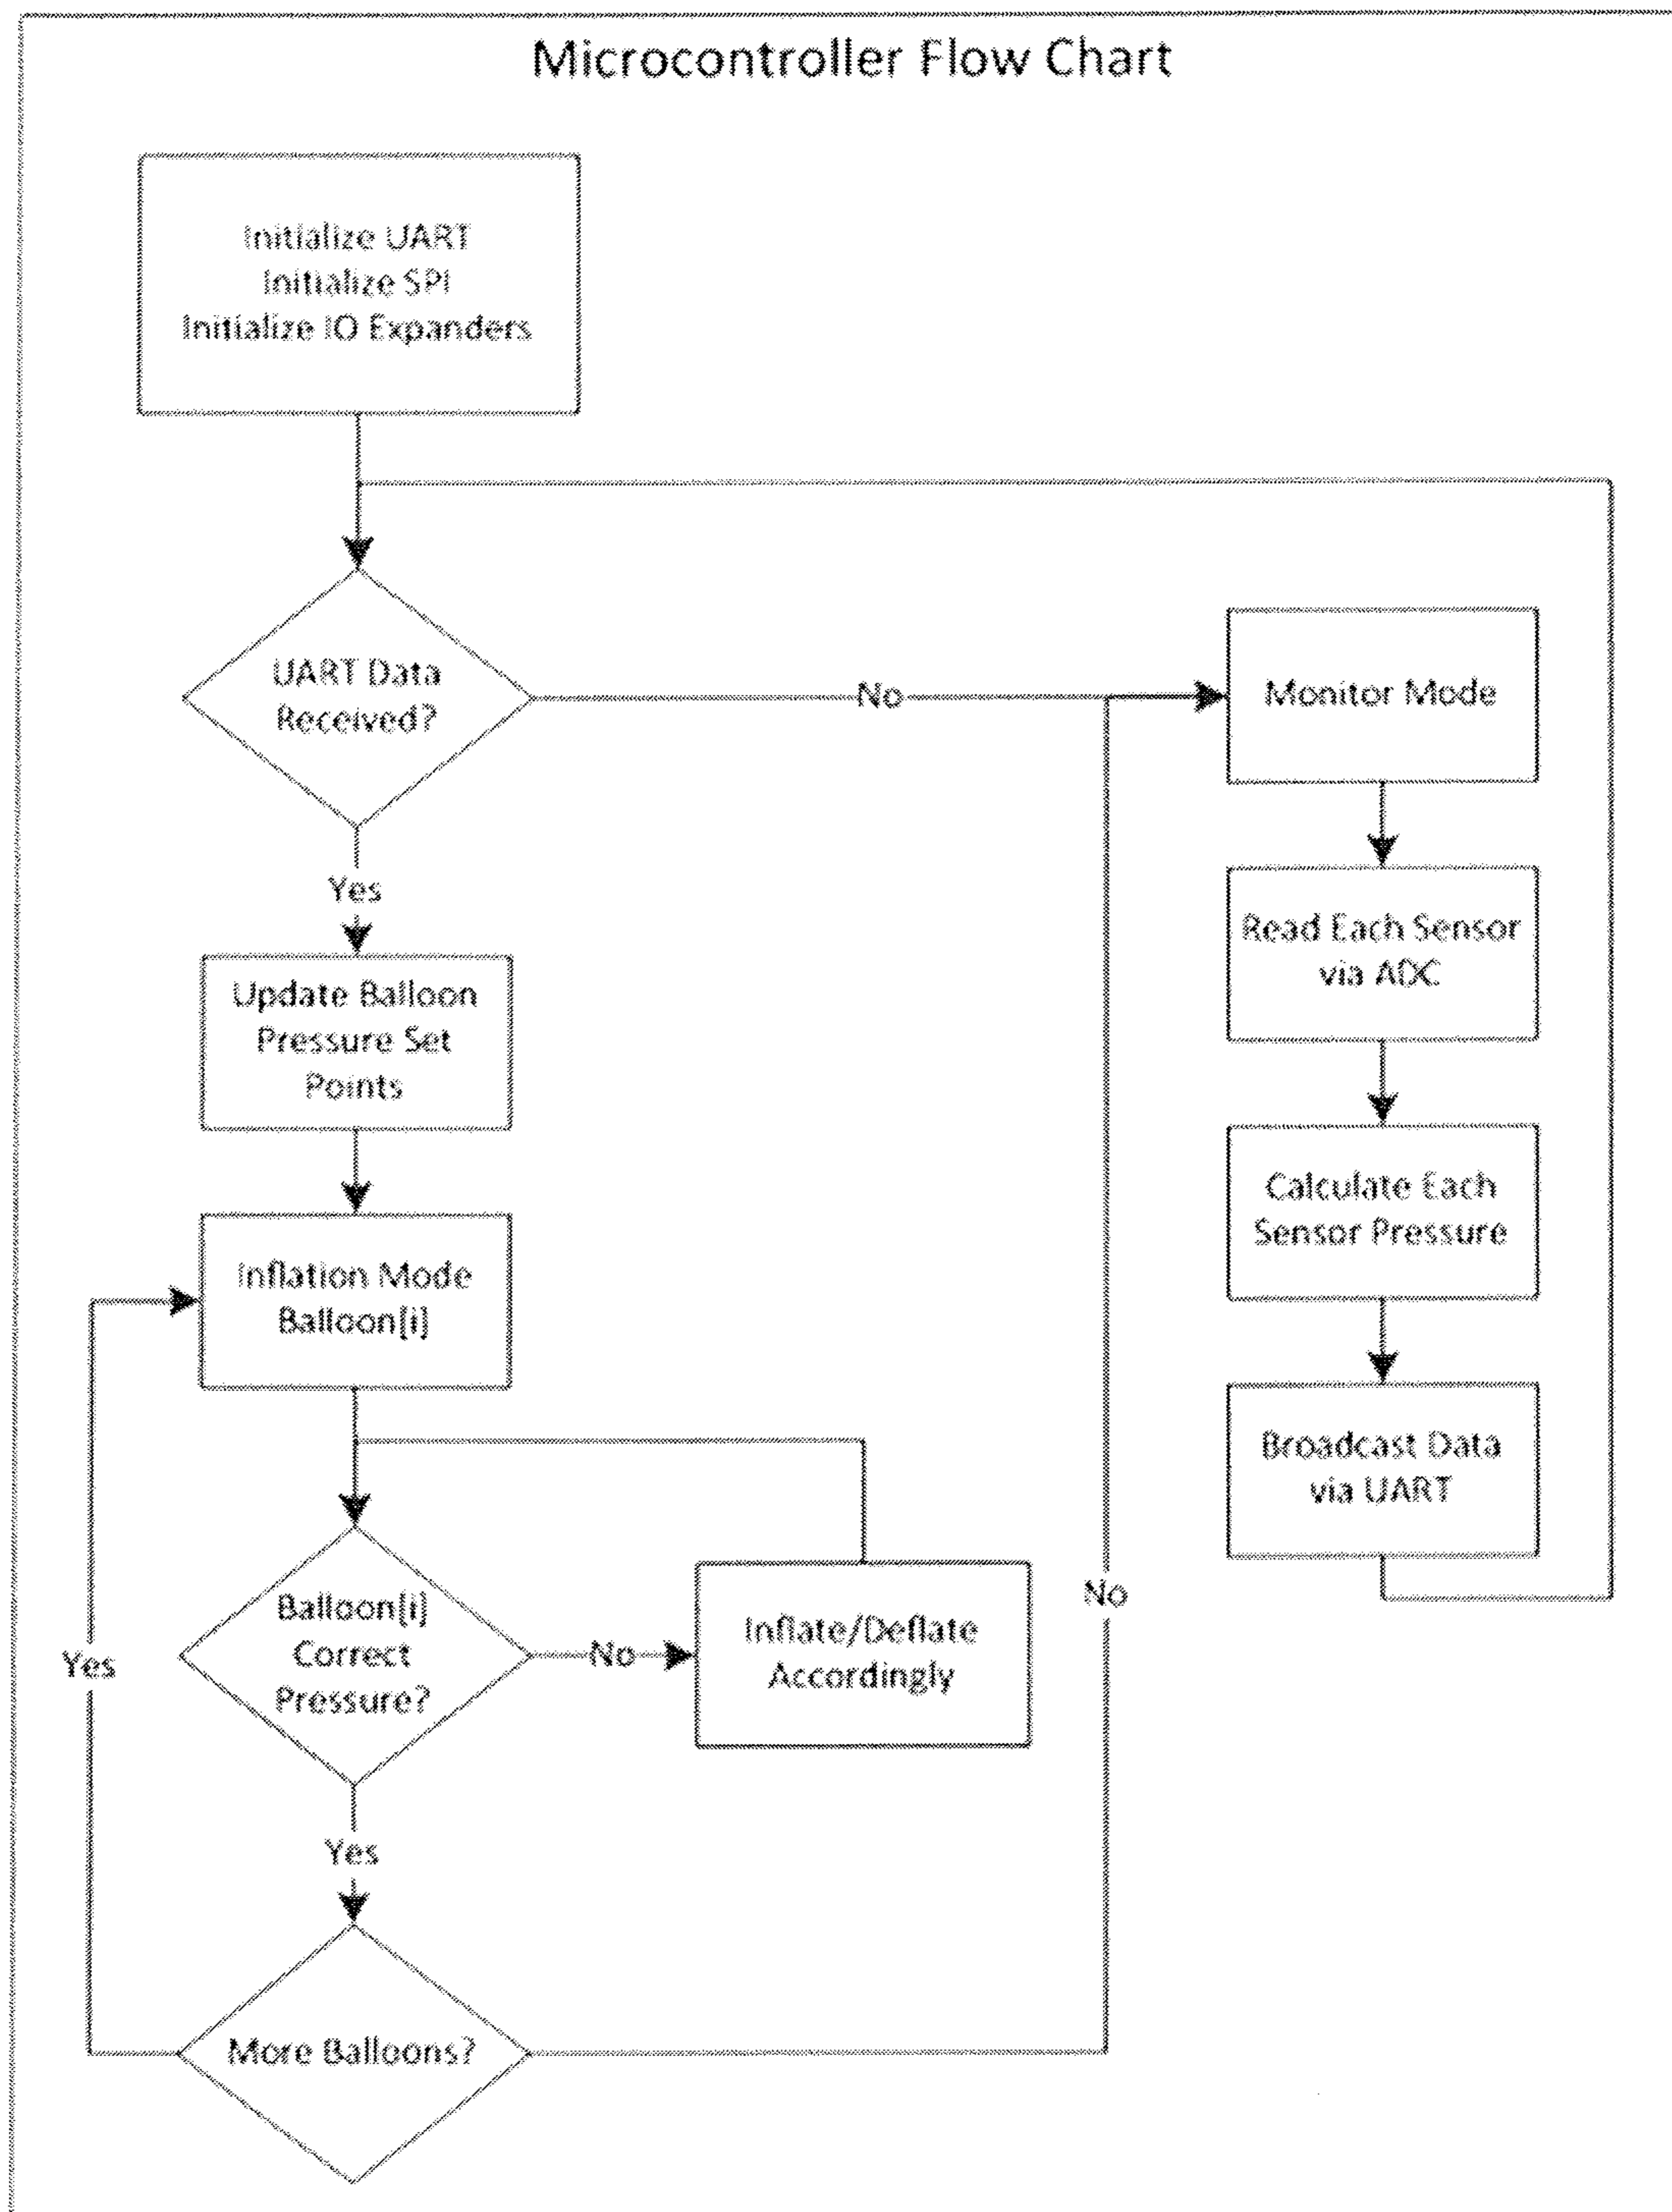 Microcontroller Flow Chart
Initialize UART
Initialize SPI
Initialize IO Expanders
UART Data
Received?
No
Monitor Mode
Yes
Read Each Sensor
via ADC
Update Balloon
Pressure Set
Points
Calculate Each
Sensor Pressure
Inflation Mode
Balloon[i]
Broadcast Data
via UART
Balloon[i]
Correct
Pressure?
No
Inflate/Deflate
Accordingly
No
Yes
Yes
More Balloons?